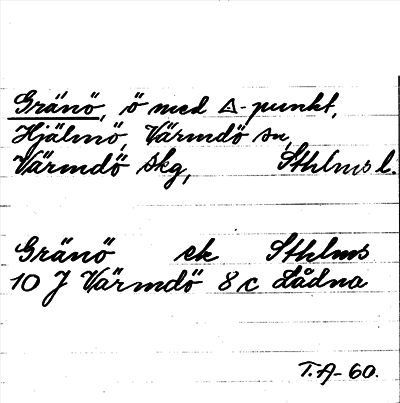 Gränö, ö med △-punkt,
Hjälmö, Värmdö sn,
Värmdö skg, Sthlms l.
Gränö ek Sthlms
10 J Värmdö 8 c Lådna
T.A-60.